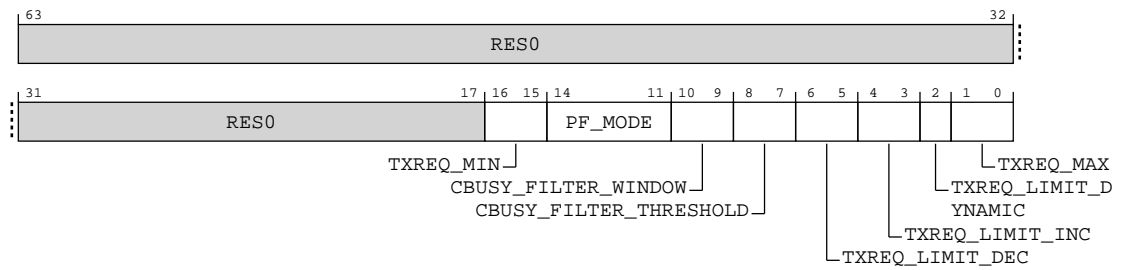 63 32
RES0
31 17 16 15 14 11 10 9 8 7 6 5 4 3 2 1 0
RES0 PF_MODE
TXREQ_MIN TXREQ_MAX
CBUSY_FILTER_WINDOW TXREQ_LIMIT_D
CBUSY_FILTER_THRESHOLD YNAMIC
TXREQ_LIMIT_INC
TXREQ_LIMIT_DEC